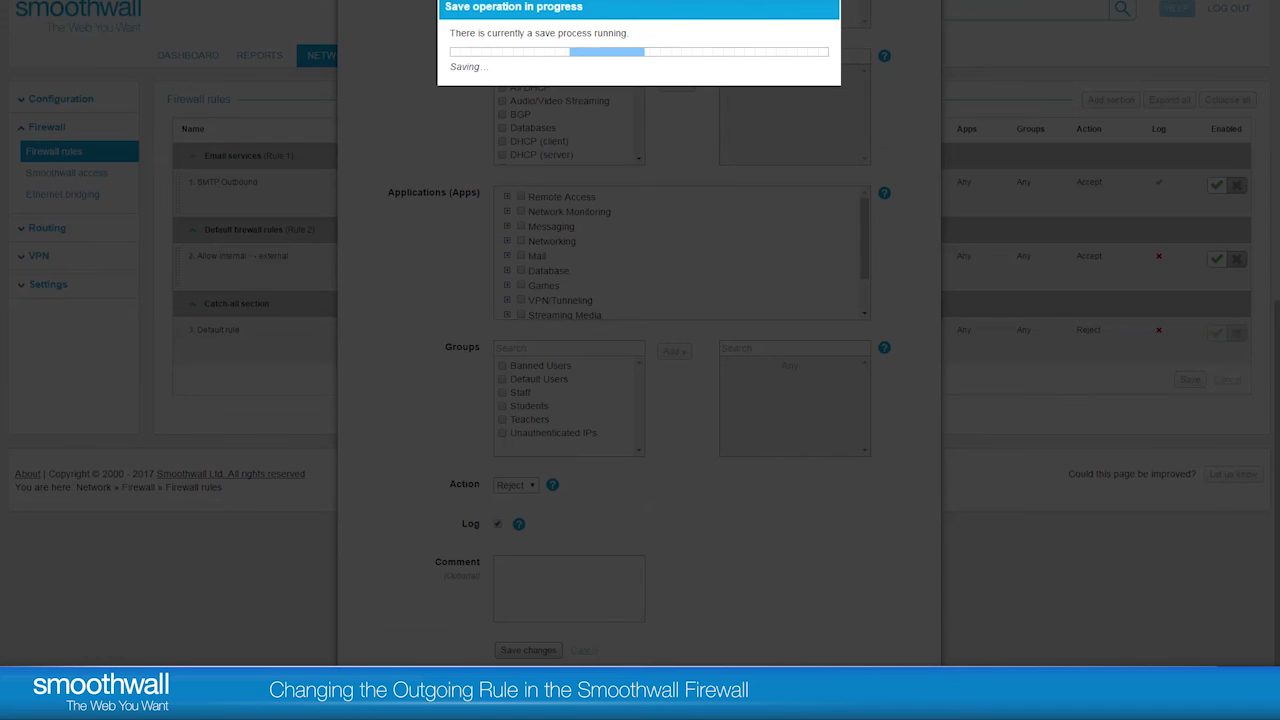 smoothwall
The Web You Want
Save operation in progress
There is currently a save process running.
Saving...
HELP
LOG OUT
DASHBOARD
REPORTS
NETW
Configuration
Firewall
Firewall rules
Smoothwall access
Ethernet bridging
Routing
VPN
Settings
Firewall rules
Add section
Expand all
Collapse all
Name
Apps
Groups
Action
Log
Enabled
Email services (Rule 1)
1. SMTP Outbound
Any
Any
Accept
Default firewall rules (Rule 2)
2. Allow internal -> external
Any
Any
Accept
Catch-all section
3. Default rule
Any
Any
Reject
Save
Cancel
All DHCP
Audio/Video Streaming
BGP
Databases
DHCP (client)
DHCP (server)
Applications (Apps)
Remote Access
Network Monitoring
Messaging
Networking
Mail
Database
Games
VPN/Tunneling
Streaming Media
Groups
Search
Add »
Search
Banned Users
Default Users
Staff
Students
Teachers
Unauthenticated IPs
Any
Action
Reject
Log
Comment
(Optional)
Save changes
Cancel
About | Copyright © 2000 - 2017 Smoothwall Ltd. All rights reserved
You are here: Network » Firewall » Firewall rules
Could this page be improved?
Let us know
smoothwall
The Web You Want
Changing the Outgoing Rule in the Smoothwall Firewall